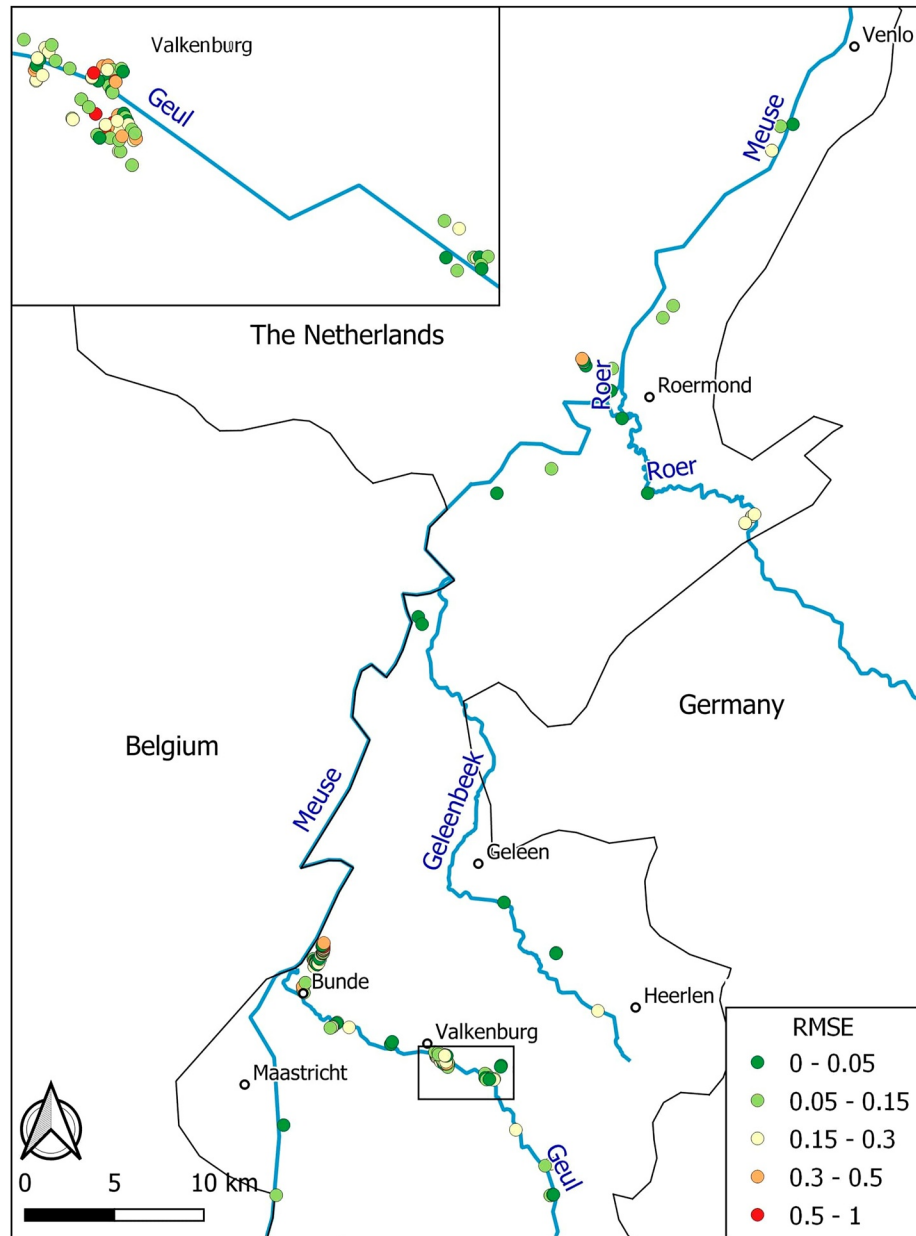 Valkenburg
Geul
Venlo
Meuse
The Netherlands
Roer
Roermond
Roer
Germany
Belgium
Meuse
Geleenbeek
Geleen
Bunde
Heerlen
Valkenburg
Maastricht
Geul
RMSE
0 - 0.05
0.05 - 0.15
0.15 - 0.3
0.3 - 0.5
0.5 - 1
0 5 10 km